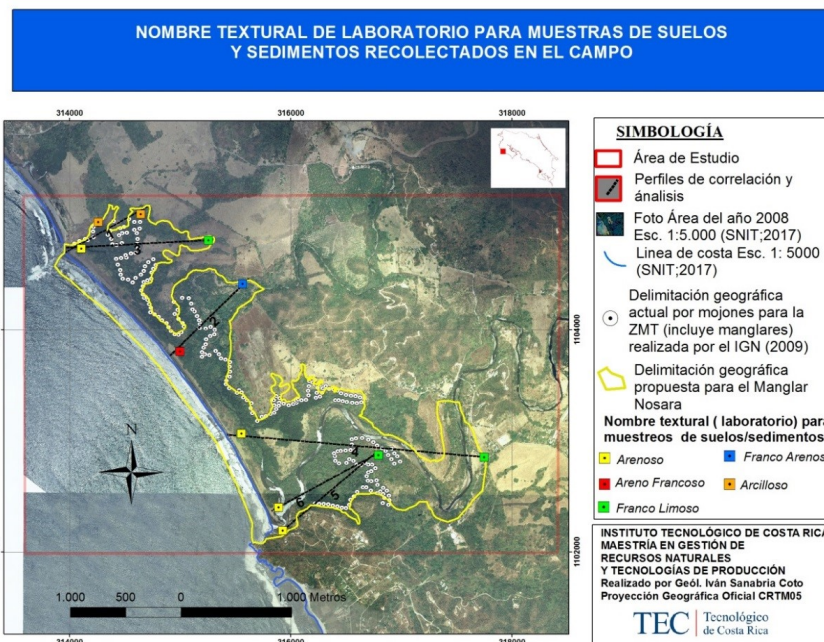 NOMBRE TEXTURAL DE LABORATORIO PARA MUESTRAS DE SUELOS
Y SEDIMENTOS RECOLECTADOS EN EL CAMPO
314000
316000
318000
1104000
1102000
2
5
6
N
1.000
500
0
1.000 Metros
314000
316000
318000
SIMBOLOGÍA
Área de Estudio
Perfiles de correlación y
ánalisis
Foto Área del año 2008
Esc. 1:5.000 (SNIT;2017)
Linea de costa Esc. 1: 5000
(SNIT;2017)
Delimitación geográfica
actual por mojones para la
ZMT (incluye manglares)
realizada por el IGN (2009)
Delimitación geográfica
propuesta para el Manglar
Nosara
Nombre textural ( laboratorio) para
muestreos de suelos/sedimentos
Arenoso
Franco Arenos
Areno Francoso
Arcilloso
Franco Limoso
INSTITUTO TECNOLÓGICO DE COSTA RICA
MAESTRÍA EN GESTIÓN DE
RECURSOS NATURALES
Y TECNOLOGÍAS DE PRODUCCIÓN
Realizado por Geól. Iván Sanabria Coto
Proyección Geográfica Oficial CRTM05
TEC Tecnológico
de Costa Rica